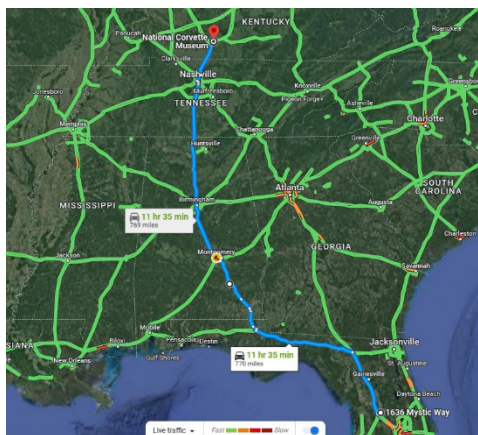 KENTUCKY
National Corvette
Museum
Paducah
Clarksville
Roanoke
Nashville
Greensboro
Murfreesboro
Knoxville
Jonesboro
TENNESSEE
Pigeon Forge
Asheville
Memphis
Charlotte
Chattanooga
Greenville
Huntsville
SOUTH
CAROLINA
Atlanta
Birmingham
MISSISSIPPI
Augusta
11 hr 35 min
769 miles
Charleston
Montgomery
GEORGIA
Jackson
Savannah
Mobile
Pensacola
Destin
Biloxi
SIANA
Jacksonville
11 hr 35 min
770 miles
New Orleans
Gulf Shores
St. Augustine
Gainesville
Daytona Beach
1636 Mystic Way
Live traffic
Fast
Slow